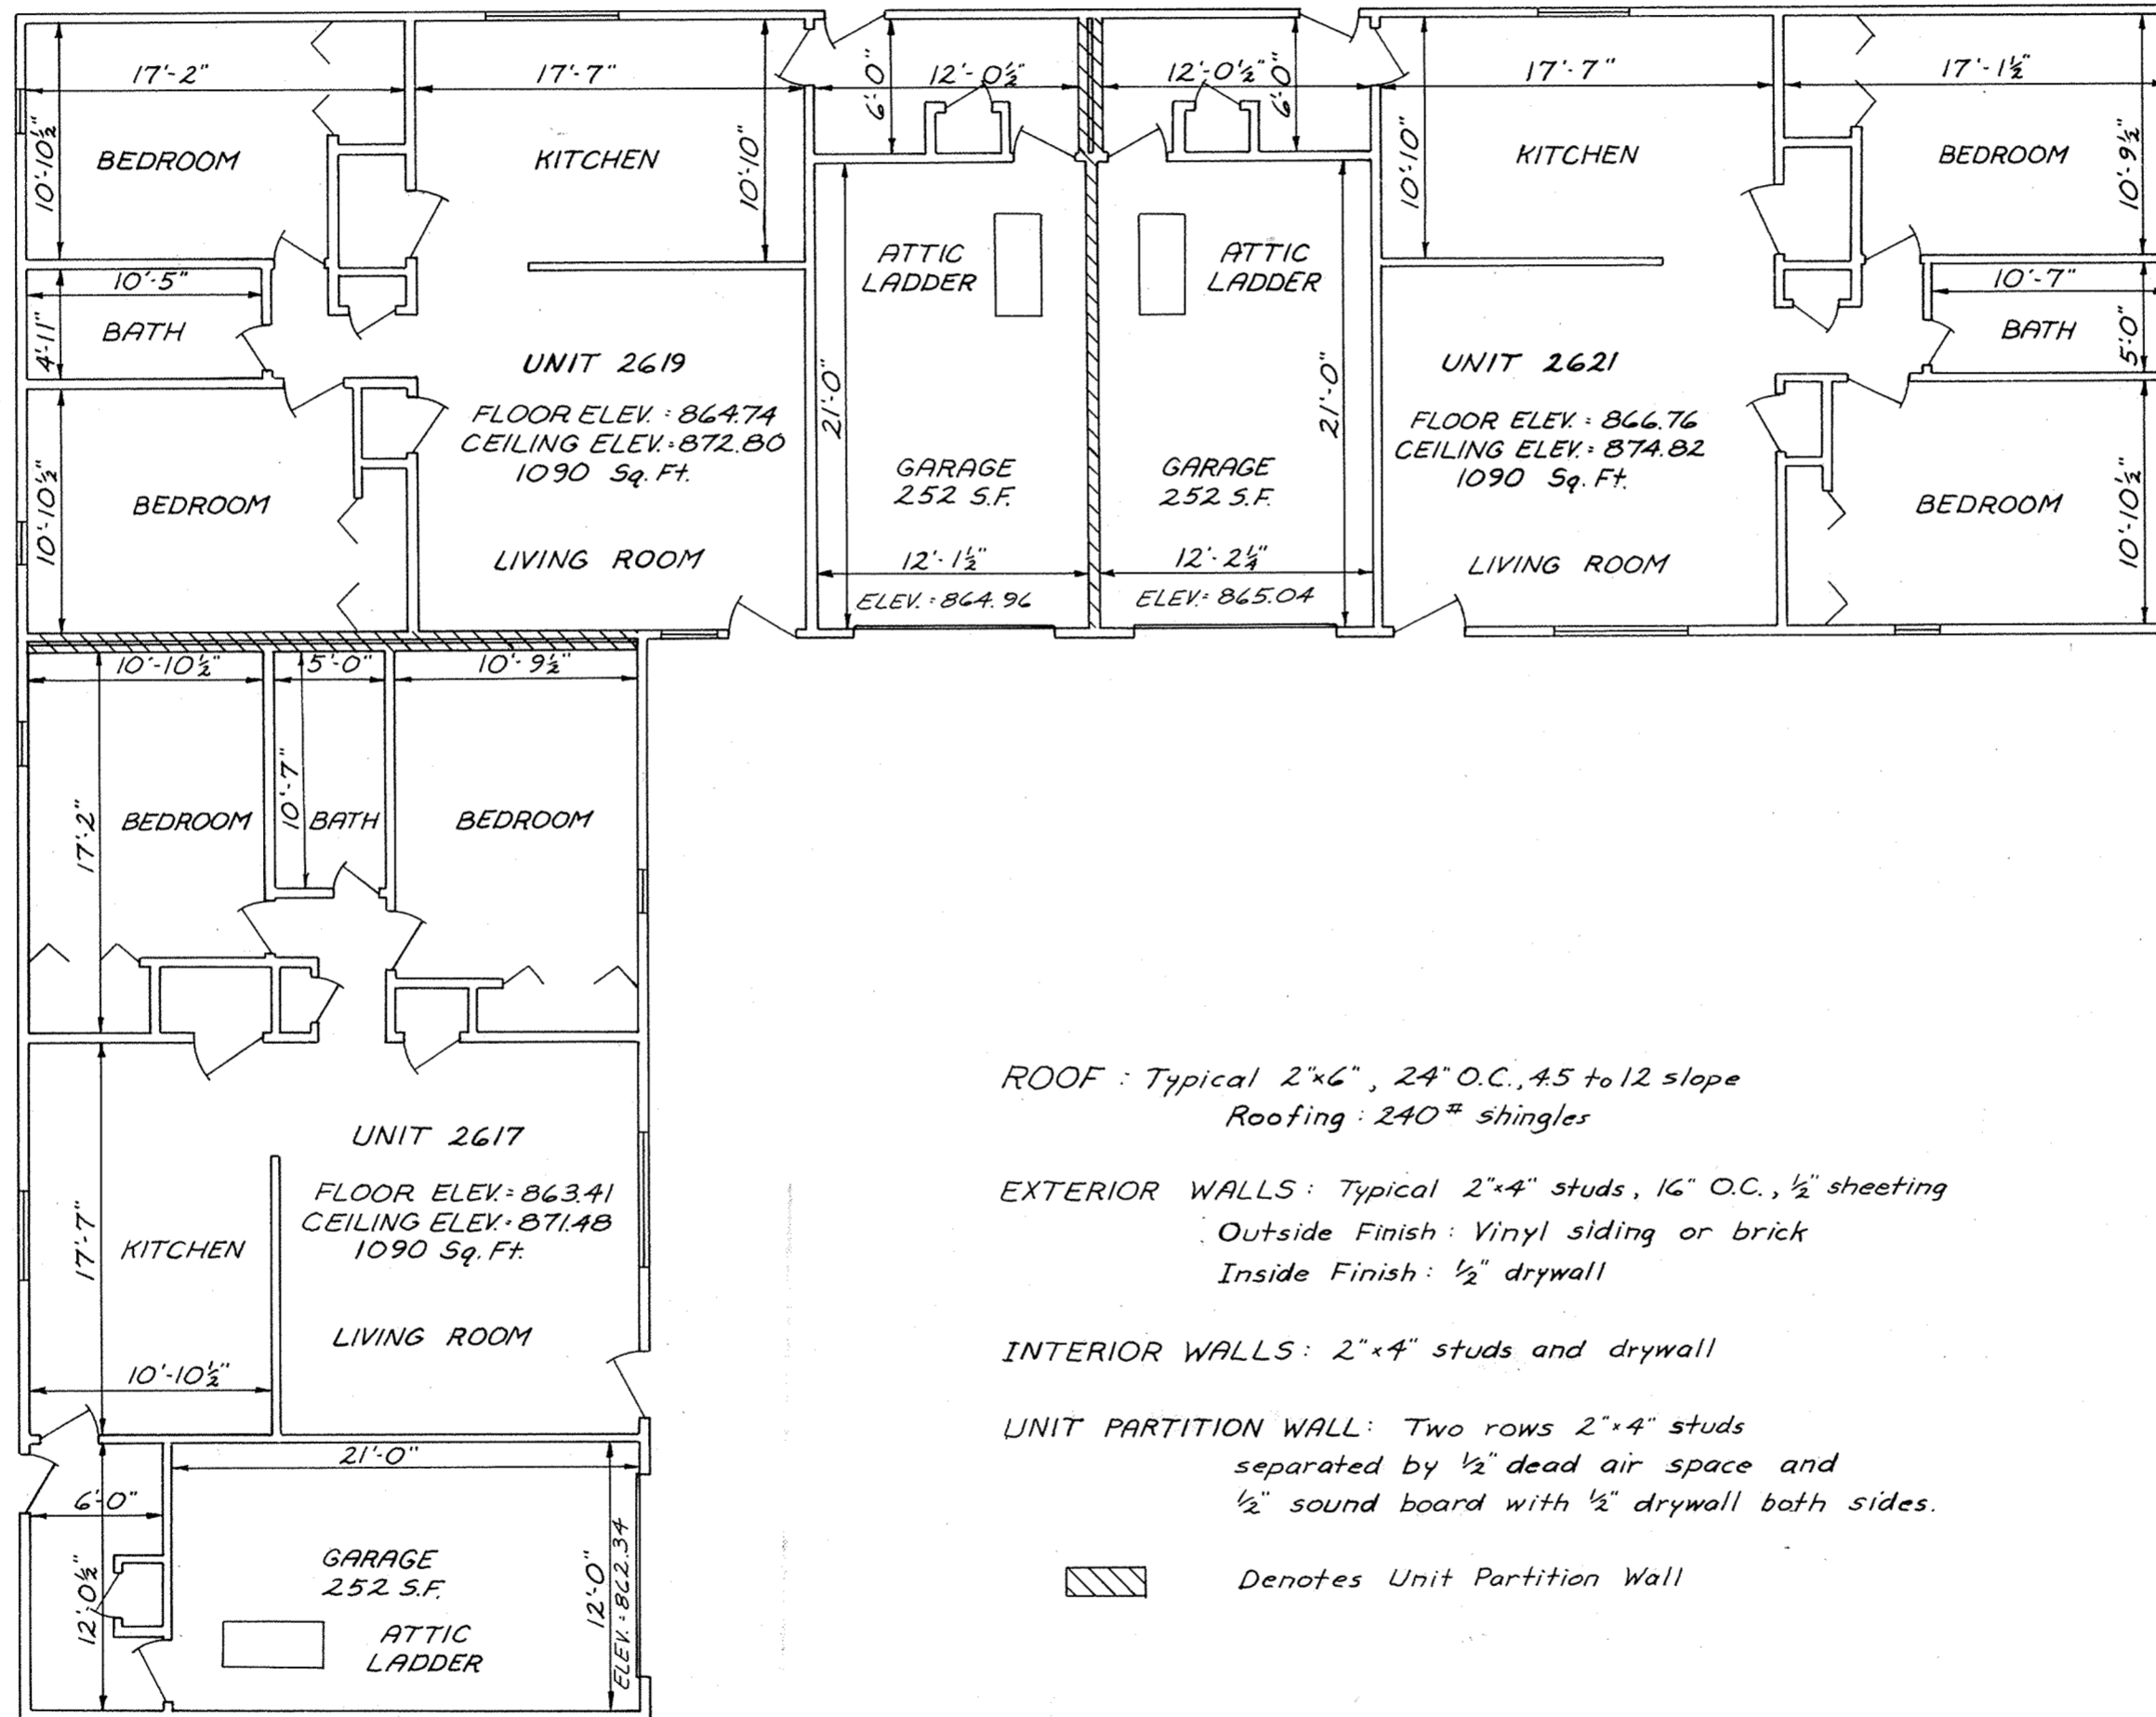 17'-2"
17'-7"
12'-0½"
12'-0½"
17'-7"
17'-1½"
10'-10½"
BEDROOM
KITCHEN
10'-10"
6'-0"
6'-0"
10'-10"
KITCHEN
BEDROOM
10'-9½"
10'-5"
BATH
4'-11"
ATTIC
LADDER
ATTIC
LADDER
10'-7"
BATH
5'-0"
UNIT 2619
FLOOR ELEV. : 864.74
CEILING ELEV.: 872.80
1090 Sq. Ft.
21'-0"
21'-0"
UNIT 2621
FLOOR ELEV. : 866.76
CEILING ELEV.: 874.82
1090 Sq. Ft.
10'-10½"
BEDROOM
LIVING ROOM
GARAGE
252 S.F.
12'-1½"
ELEV. : 864.96
GARAGE
252 S.F.
12'-2¼"
ELEV.: 865.04
LIVING ROOM
BEDROOM
10'-10½"
10'-10½"
5'-0"
10'-9½"
17'-2"
BEDROOM
10'-7"
BATH
BEDROOM
UNIT 2617
FLOOR ELEV.: 863.41
CEILING ELEV.: 871.48
1090 Sq. Ft.
17'-7"
KITCHEN
LIVING ROOM
10'-10½"
21'-0"
6'-0"
12'-0½"
GARAGE
252 S.F.
ATTIC
LADDER
12'-0"
ELEV. : 862.34
ROOF : Typical 2"x6", 24" O.C., 4.5 to 12 slope
Roofing : 240# shingles
EXTERIOR WALLS : Typical 2"x4" studs, 16" O.C., ½" sheeting
Outside Finish : Vinyl siding or brick
Inside Finish : ½" drywall
INTERIOR WALLS : 2"x4" studs and drywall
UNIT PARTITION WALL : Two rows 2"x4" studs
separated by ½" dead air space and
½" sound board with ½" drywall both sides.
Denotes Unit Partition Wall